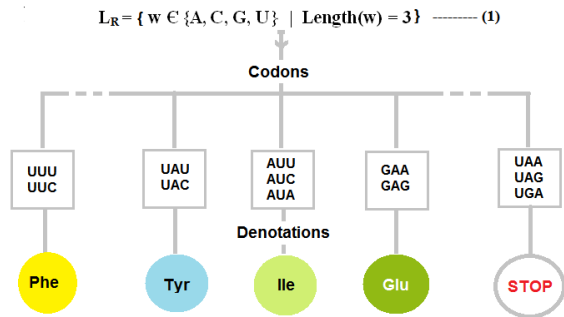 L_R = { w Є {A, C, G, U} | Length(w) = 3} --------- (1)
Codons
UUU
UUC
UAU
UAC
AUU
AUC
AUA
GAA
GAG
UAA
UAG
UGA
Denotations
Phe
Tyr
Ile
Glu
STOP